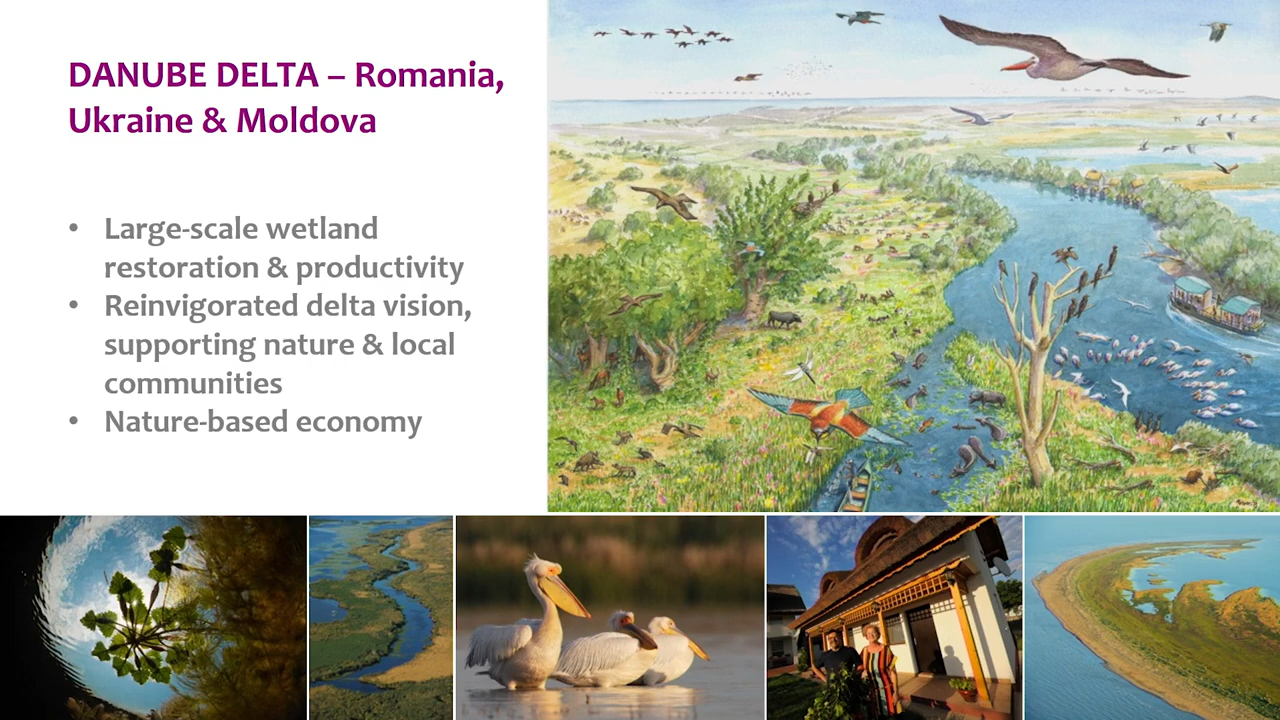 DANUBE DELTA – Romania,
Ukraine & Moldova
• Large-scale wetland
restoration & productivity
• Reinvigorated delta vision,
supporting nature & local
communities
• Nature-based economy